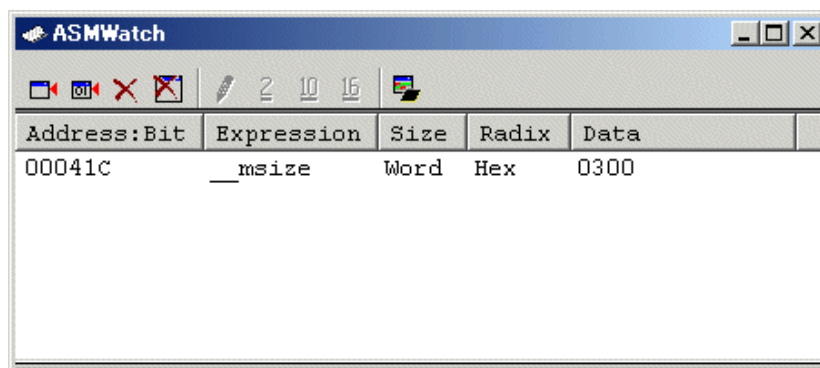 ASMWatch
2 10 16
Address:Bit Expression Size Radix Data
00041C __msize Word Hex 0300